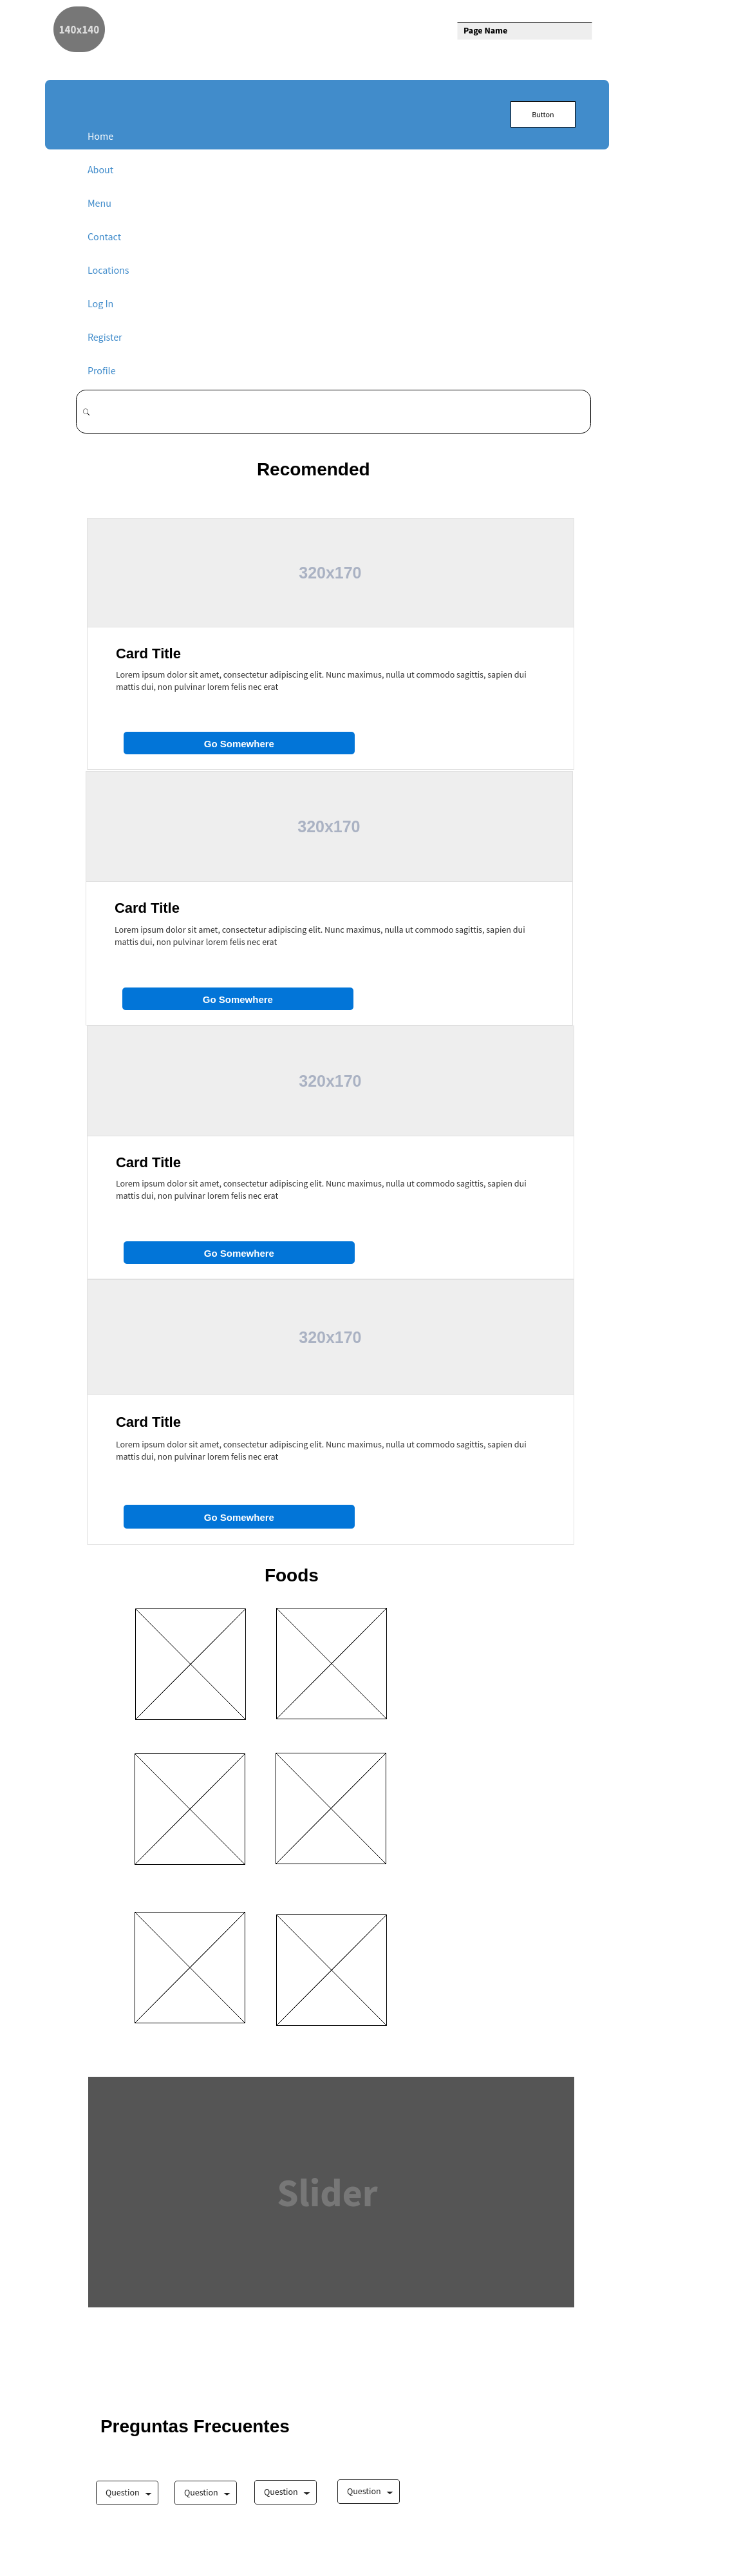 140x140
Page Name
Button
Home
About
Menu
Contact
Locations
Log In
Register
Profile
Recomended
320x170
Card Title
Lorem ipsum dolor sit amet, consectetur adipiscing elit. Nunc maximus, nulla ut commodo sagittis, sapien dui
mattis dui, non pulvinar lorem felis nec erat
Go Somewhere
320x170
Card Title
Lorem ipsum dolor sit amet, consectetur adipiscing elit. Nunc maximus, nulla ut commodo sagittis, sapien dui
mattis dui, non pulvinar lorem felis nec erat
Go Somewhere
320x170
Card Title
Lorem ipsum dolor sit amet, consectetur adipiscing elit. Nunc maximus, nulla ut commodo sagittis, sapien dui
mattis dui, non pulvinar lorem felis nec erat
Go Somewhere
320x170
Card Title
Lorem ipsum dolor sit amet, consectetur adipiscing elit. Nunc maximus, nulla ut commodo sagittis, sapien dui
mattis dui, non pulvinar lorem felis nec erat
Go Somewhere
Foods
Slider
Preguntas Frecuentes
Question
Question
Question
Question